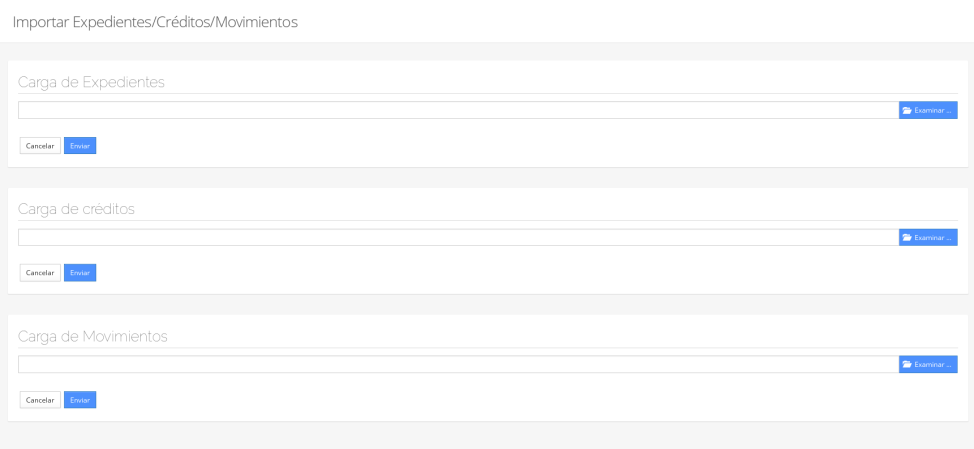 Importar Expedientes/Créditos/Movimientos
Carga de Expedientes
Examinar ...
Cancelar Enviar
Carga de créditos
Examinar ...
Cancelar Enviar
Carga de Movimientos
Examinar ...
Cancelar Enviar